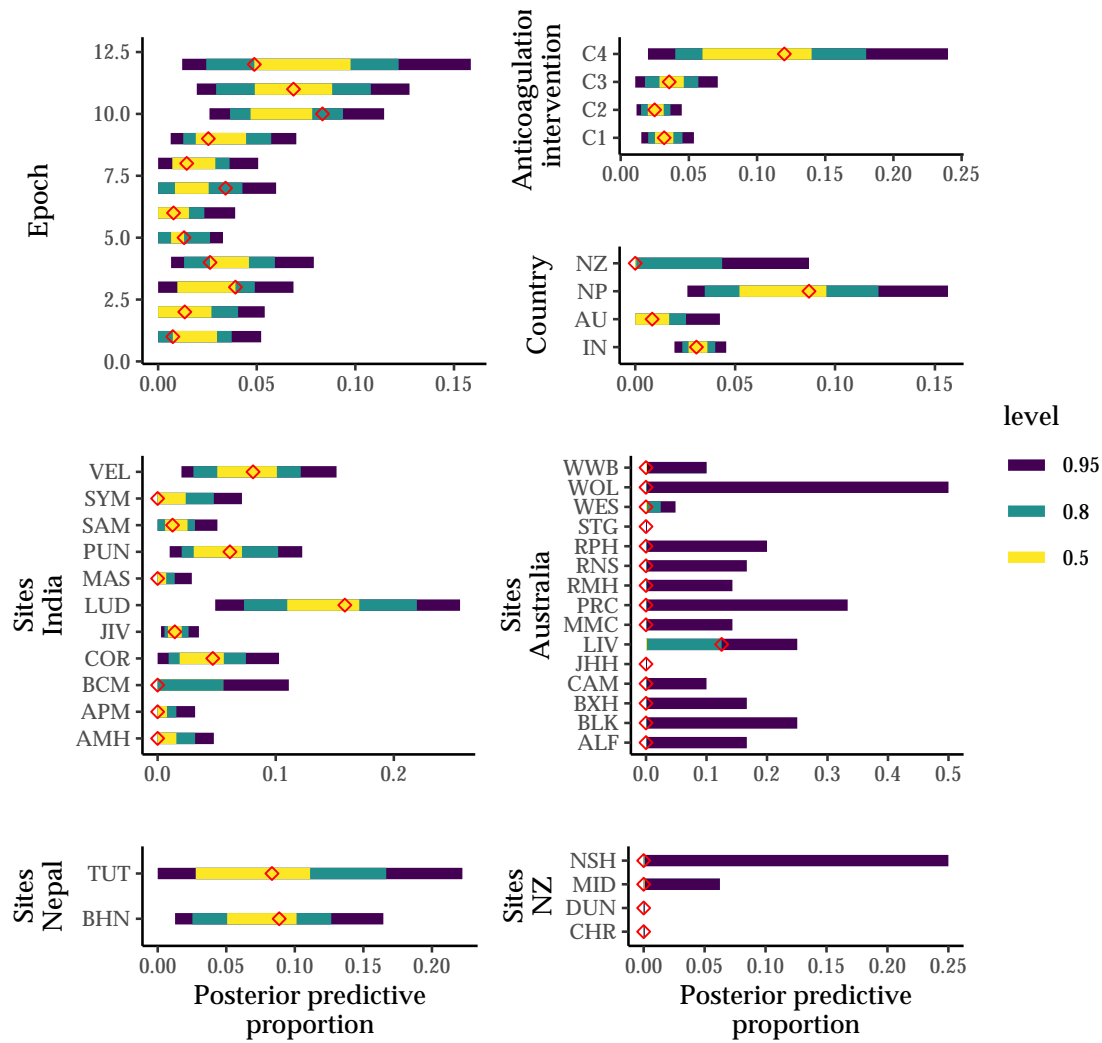 Epoch
12.5
10.0
7.5
5.0
2.5
0.0
0.00 0.05 0.10 0.15
Anticoagulation
intervention
C4
C3
C2
C1
0.00 0.05 0.10 0.15 0.20 0.25
Country
NZ
NP
AU
IN
0.00 0.05 0.10 0.15
Sites
India
VEL
SYM
SAM
PUN
MAS
LUD
JIV
COR
BCM
APM
AMH
0.0 0.1 0.2
Sites
Australia
WWB
WOL
WES
STG
RPH
RNS
RMH
PRC
MMC
LIV
JHH
CAM
BXH
BLK
ALF
0.0 0.1 0.2 0.3 0.4 0.5
level
0.95
0.8
0.5
Sites
Nepal
TUT
BHN
0.00 0.05 0.10 0.15 0.20
Posterior predictive
proportion
Sites
NZ
NSH
MID
DUN
CHR
0.00 0.05 0.10 0.15 0.20 0.25
Posterior predictive
proportion